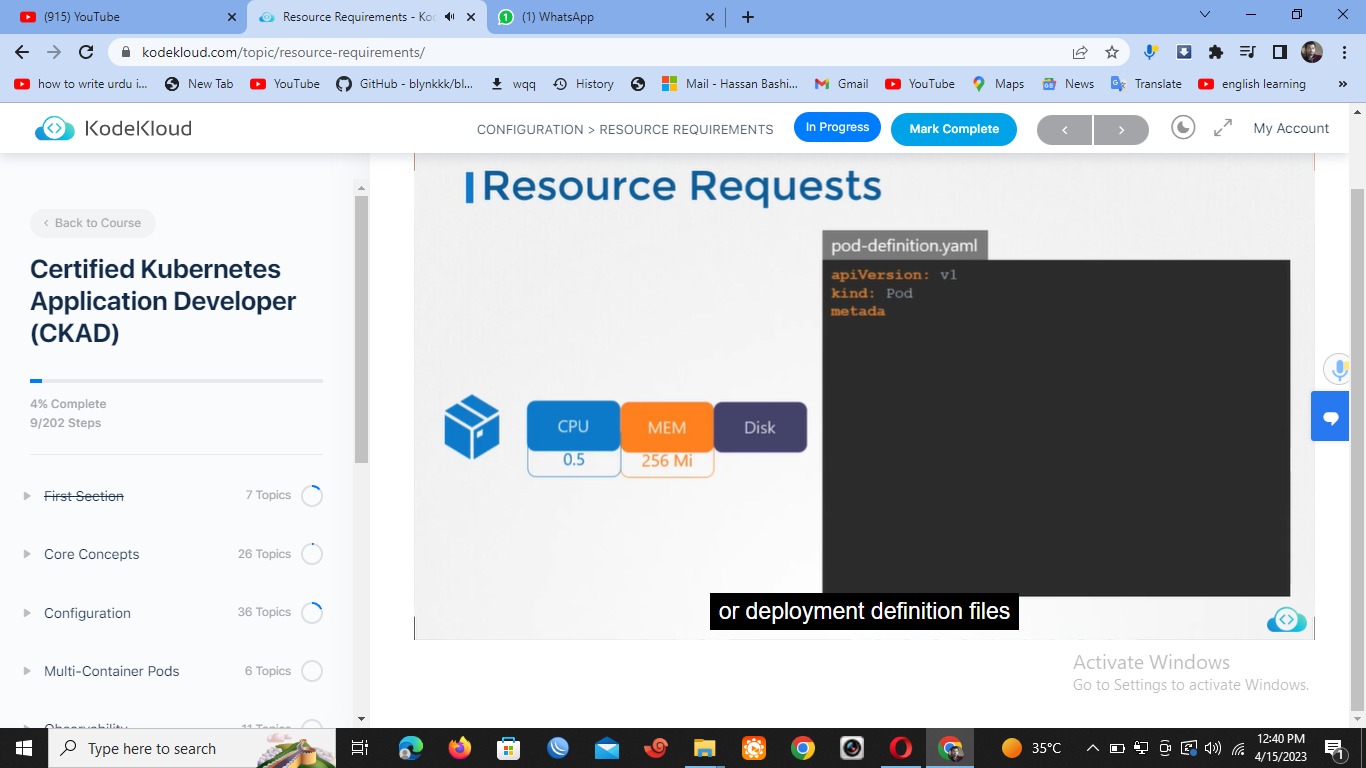 (915) YouTube
Resource Requirements - Ko
(1) WhatsApp
kodekloud.com/topic/resource-requirements/
how to write urdu i...
New Tab
YouTube
GitHub - blynkkk/bl...
wqq
History
Mail - Hassan Bashi...
Gmail
YouTube
Maps
News
Translate
english learning
»
KodeKloud
CONFIGURATION > RESOURCE REQUIREMENTS
In Progress
Mark Complete
My Account
Back to Course
Certified Kubernetes
Application Developer
(CKAD)
4% Complete
9/202 Steps
First Section
7 Topics
Core Concepts
26 Topics
Configuration
36 Topics
Multi-Container Pods
6 Topics
Observability
11 Topics
Resource Requests
pod-definition.yaml
apiVersion: v1
kind: Pod
metada
CPU
MEM
Disk
0.5
256 Mi
or deployment definition files
Activate Windows
Go to Settings to activate Windows.
Type here to search
35°C
12:40 PM
4/15/2023
1